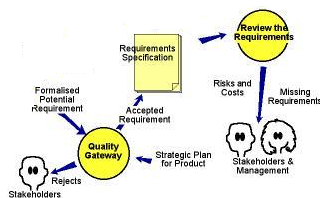 Review the
Requirements
Requirements
Specification
Risks and
Costs
Missing
Requirements
Formalised
Potential
Requirement
Accepted
Requirement
Quality
Gateway
Strategic Plan
for Product
Stakeholders &
Management
Rejects
Stakeholders